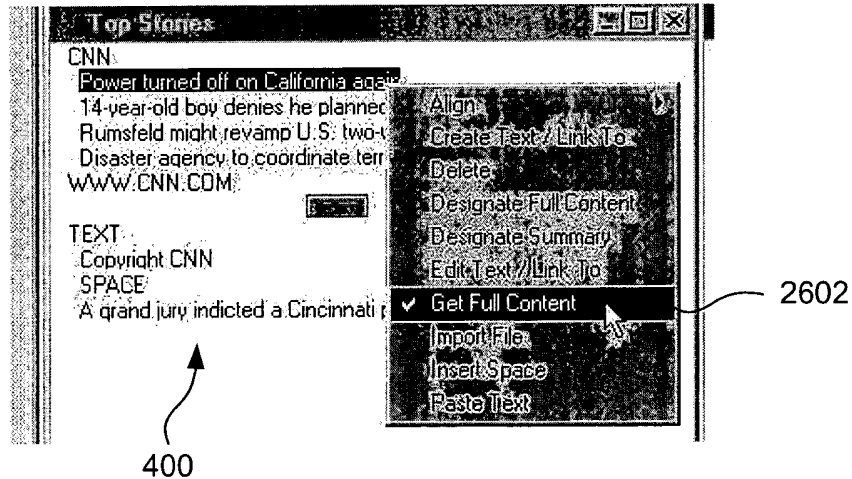 Top Stories
CNN
Power turned off on California again
14-year-old boy denies he planned
Rumsfeld might revamp U.S. two-
Disaster agency to coordinate terr
WWW.CNN.COM
TEXT
Copyright CNN
SPACE
A grand jury indicted a Cincinnati p
Align
Create Text / Link To
Delete
Designate Full Content
Designate Summary
Edit Text / Link To
✓ Get Full Content
Import File
Insert Space
Paste Text
2602
400